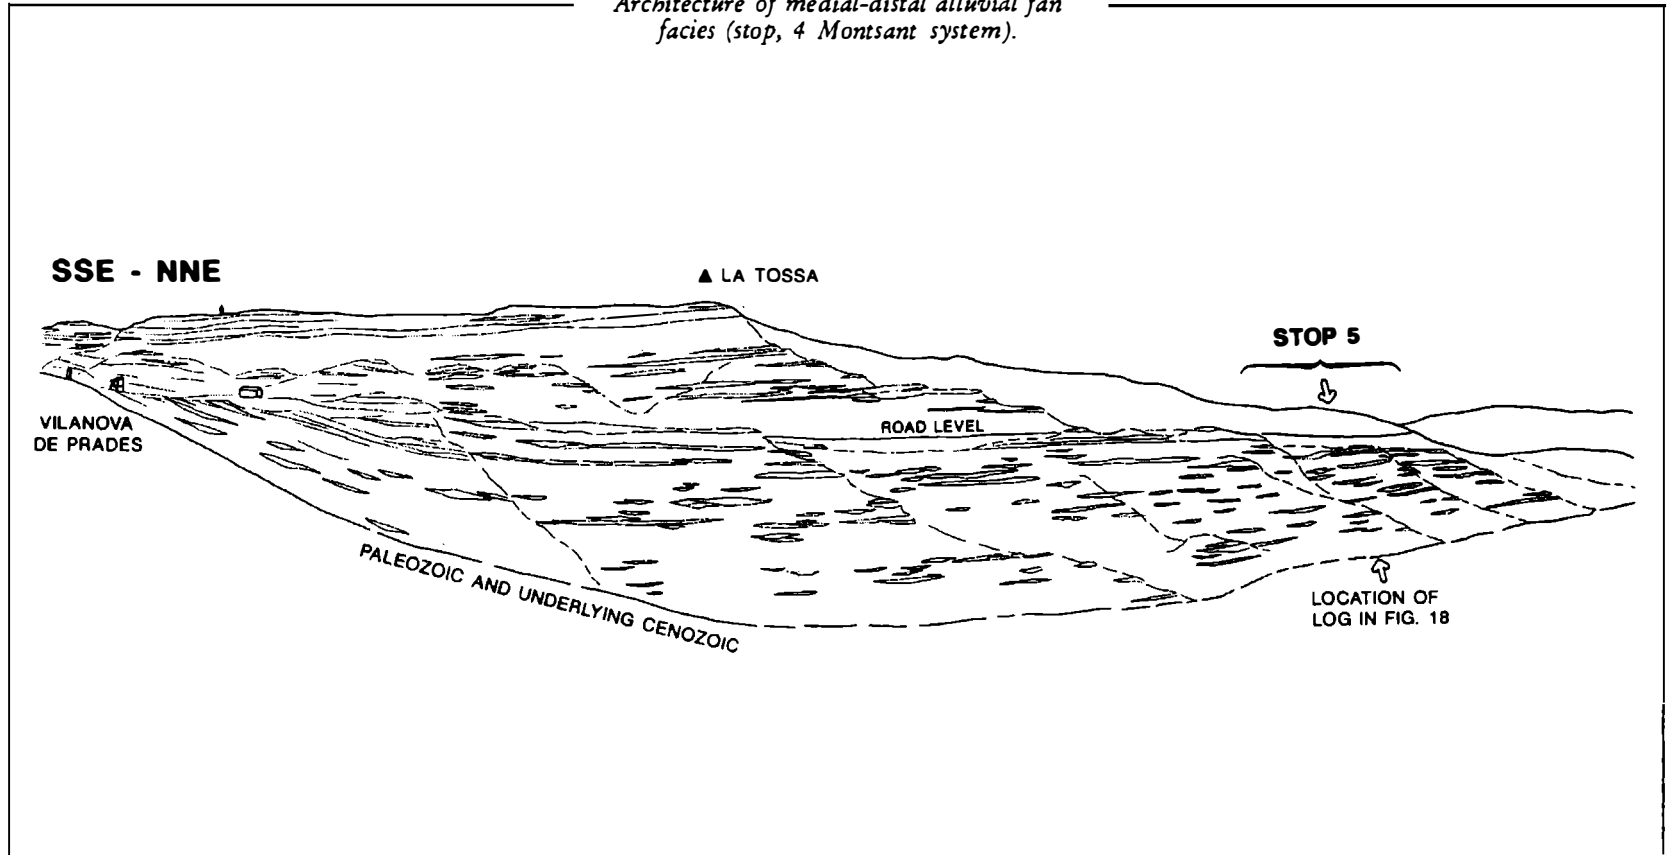 Architecture of medial-distal alluvial fan
facies (stop, 4 Montsant system).
SSE - NNE
▲ LA TOSSA
STOP 5
VILANOVA
DE PRADES
ROAD LEVEL
PALEOZOIC AND UNDERLYING CENOZOIC
LOCATION OF
LOG IN FIG. 18